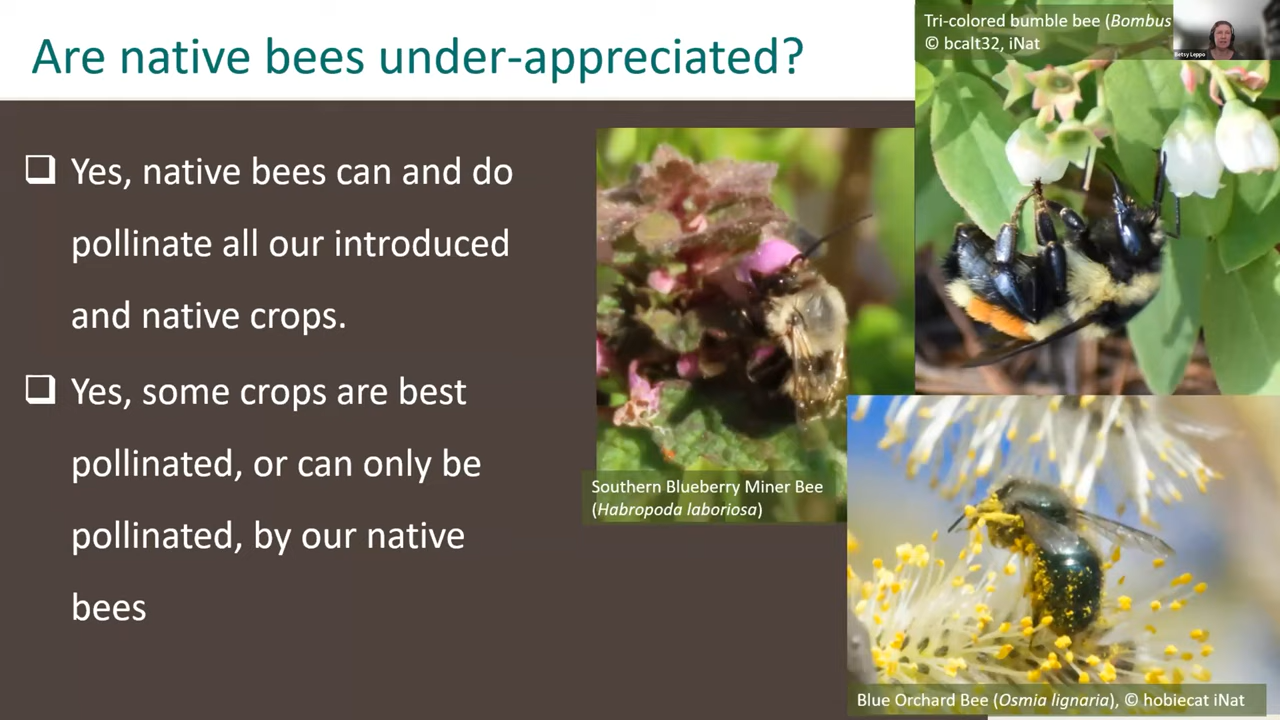 Are native bees under-appreciated?
Yes, native bees can and do
pollinate all our introduced
and native crops.
Yes, some crops are best
pollinated, or can only be
pollinated, by our native
bees
Tri-colored bumble bee (Bombus
© bcalt32, iNat
Betsy Leppo
Southern Blueberry Miner Bee
(Habropoda laboriosa)
Blue Orchard Bee (Osmia lignaria), © hobiecat iNat